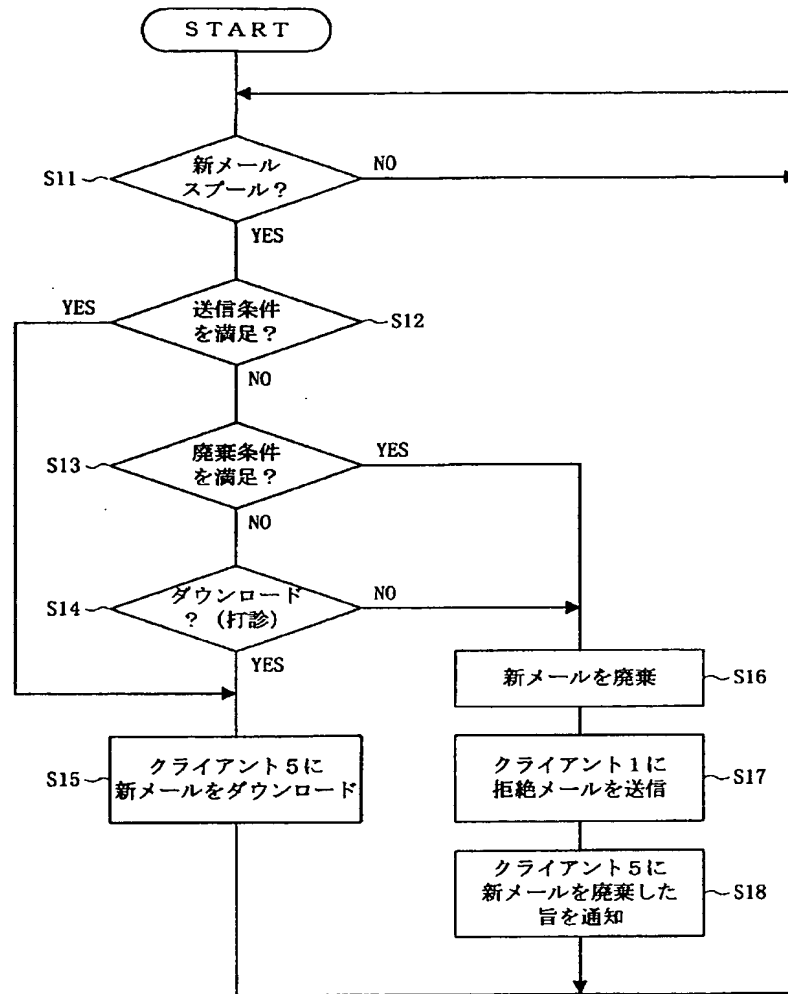 START
S11
新メール
スプール？
NO
YES
YES
送信条件
を満足？
S12
NO
S13
廃棄条件
を満足？
YES
NO
S14
ダウンロード
？（打診）
NO
YES
新メールを廃棄
S16
S15
クライアント５に
新メールをダウンロード
クライアント１に
拒絶メールを送信
S17
クライアント５に
新メールを廃棄した
旨を通知
S18